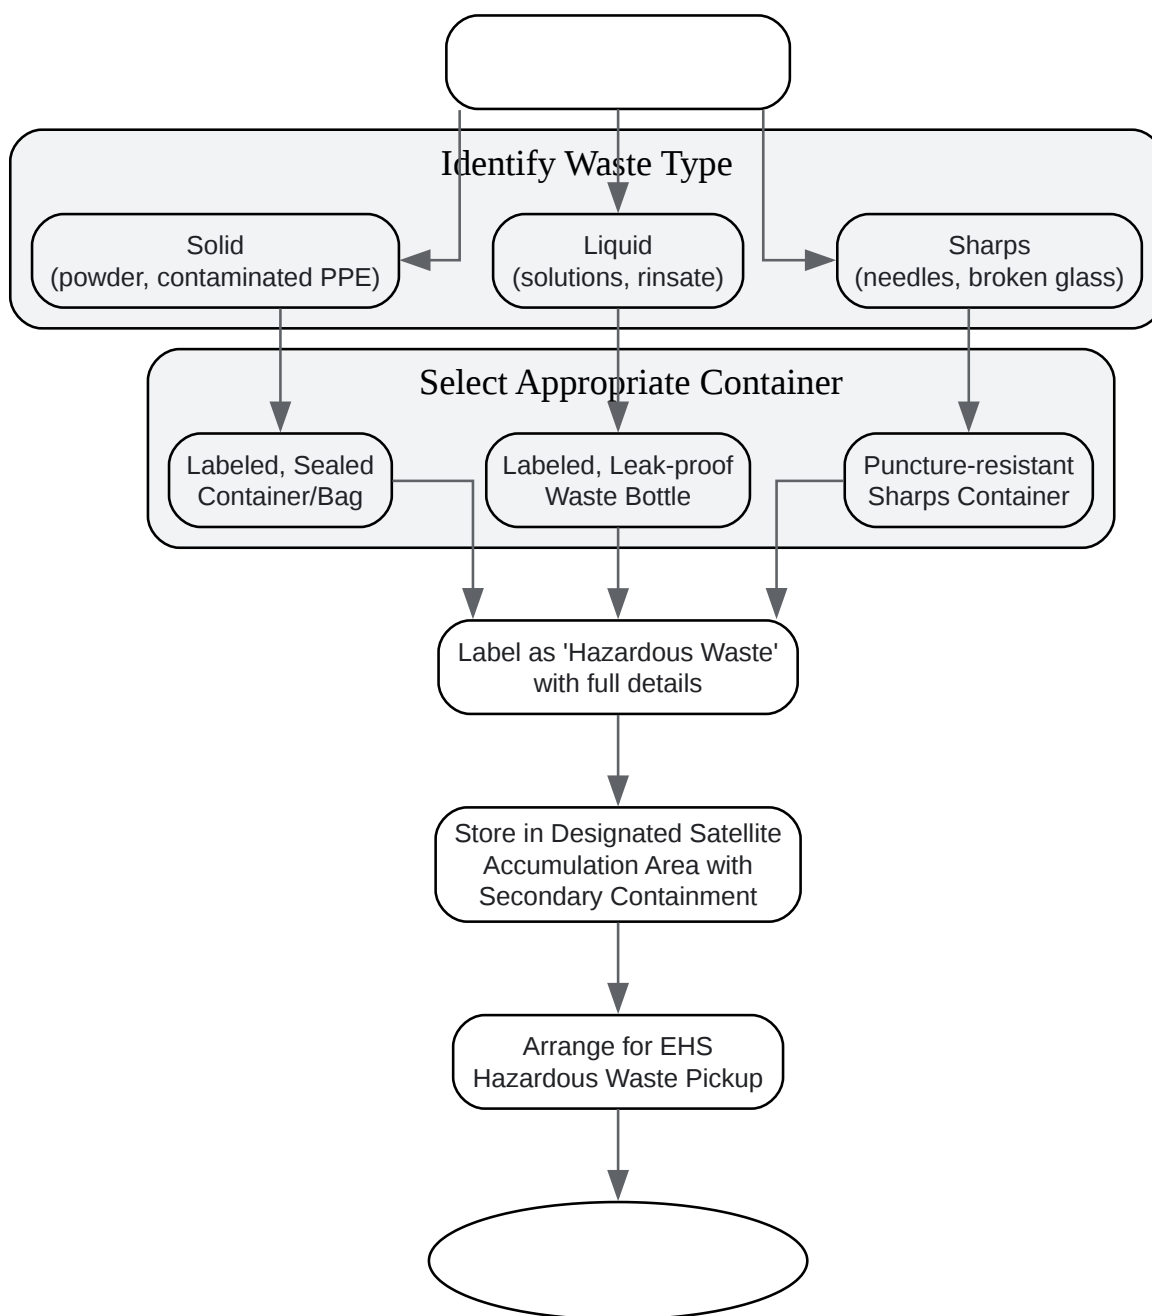 Identify Waste Type
Solid
(powder, contaminated PPE)
Liquid
(solutions, rinsate)
Sharps
(needles, broken glass)
Select Appropriate Container
Labeled, Sealed
Container/Bag
Labeled, Leak-proof
Waste Bottle
Puncture-resistant
Sharps Container
Label as 'Hazardous Waste'
with full details
Store in Designated Satellite
Accumulation Area with
Secondary Containment
Arrange for EHS
Hazardous Waste Pickup